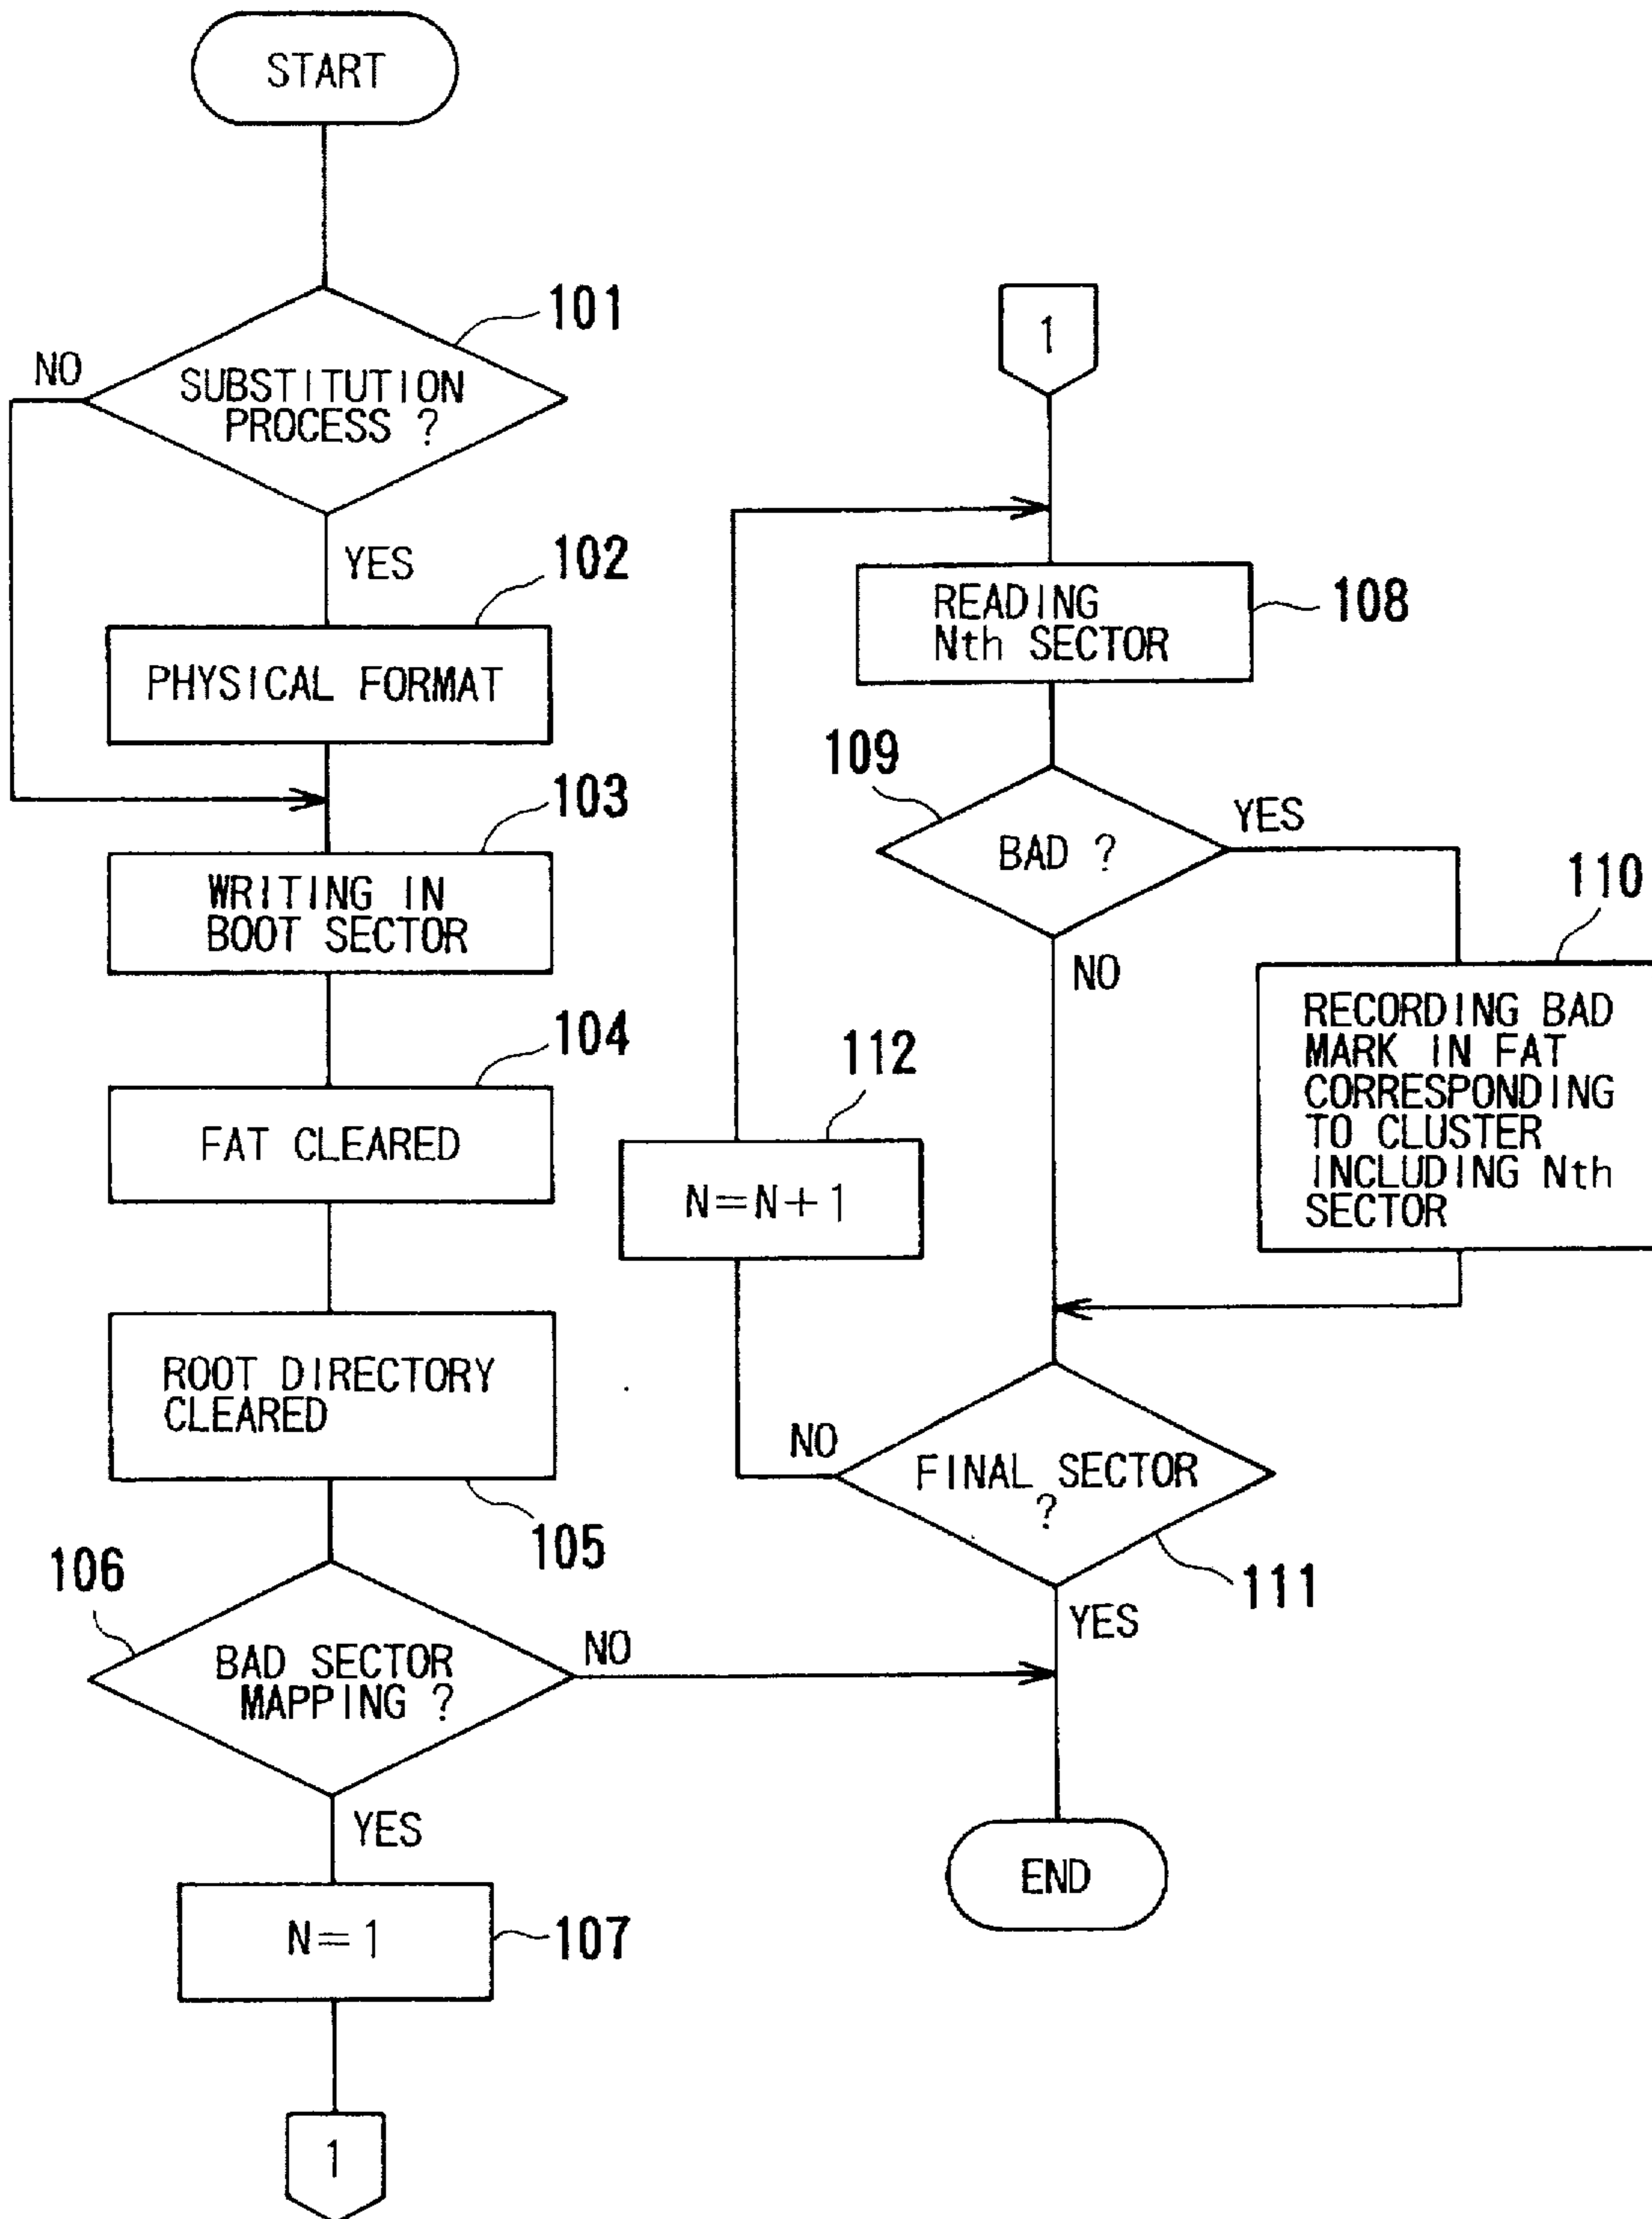 START
101
NO
SUBSTITUTION
PROCESS ?
YES
102
PHYSICAL FORMAT
103
WRITING IN
BOOT SECTOR
104
FAT CLEARED
ROOT DIRECTORY
CLEARED
105
106
BAD SECTOR
MAPPING ?
NO
YES
N=1
107
1
1
READING
Nth SECTOR
108
109
BAD ?
YES
NO
110
RECORDING BAD
MARK IN FAT
CORRESPONDING
TO CLUSTER
INCLUDING Nth
SECTOR
112
N=N+1
NO
FINAL SECTOR
?
111
YES
END